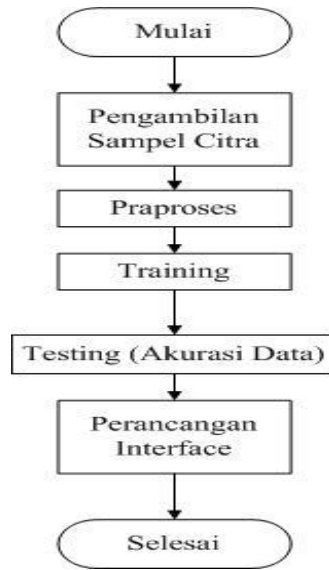 Mulai
Pengambilan
Sampel Citra
Praproses
Training
Testing (Akurasi Data)
Perancangan
Interface
Selesai